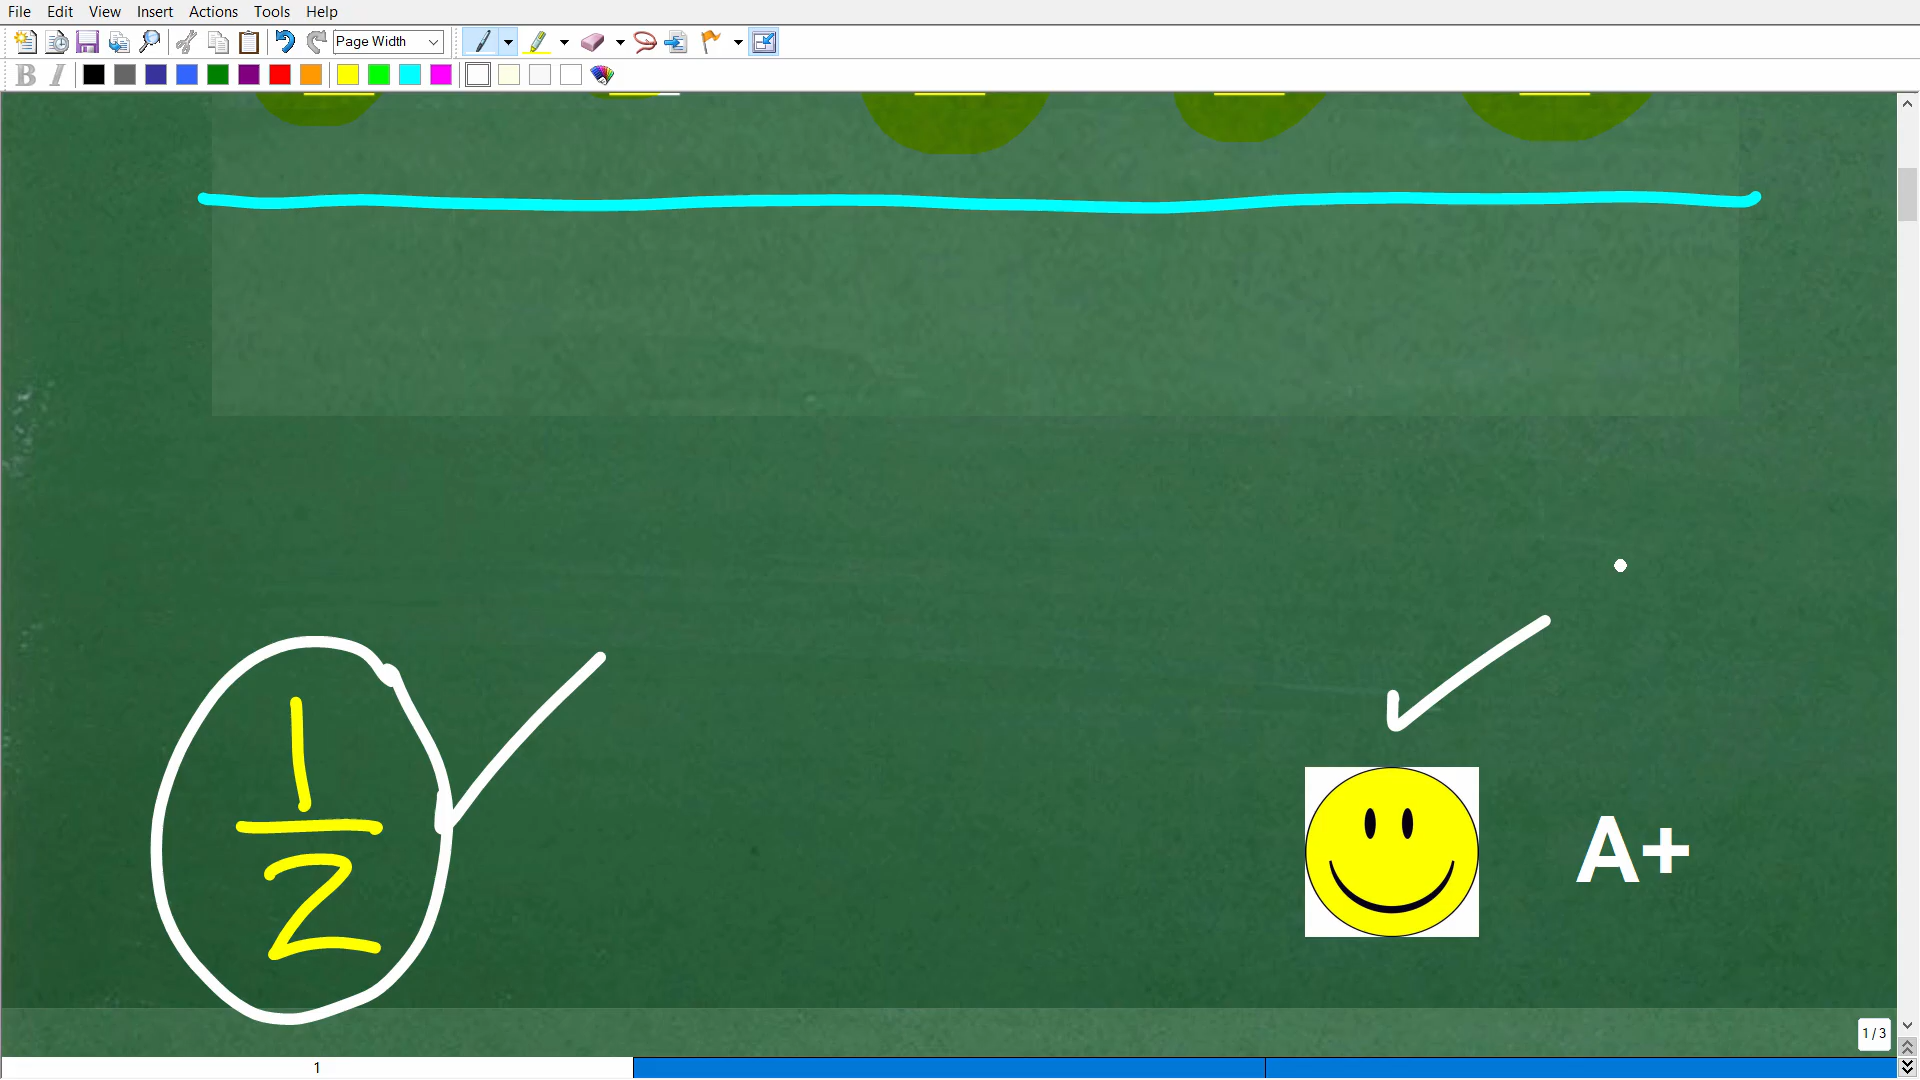 File Edit View Insert Actions Tools Help
Page Width
B I
1
2
A+
1 / 3
1